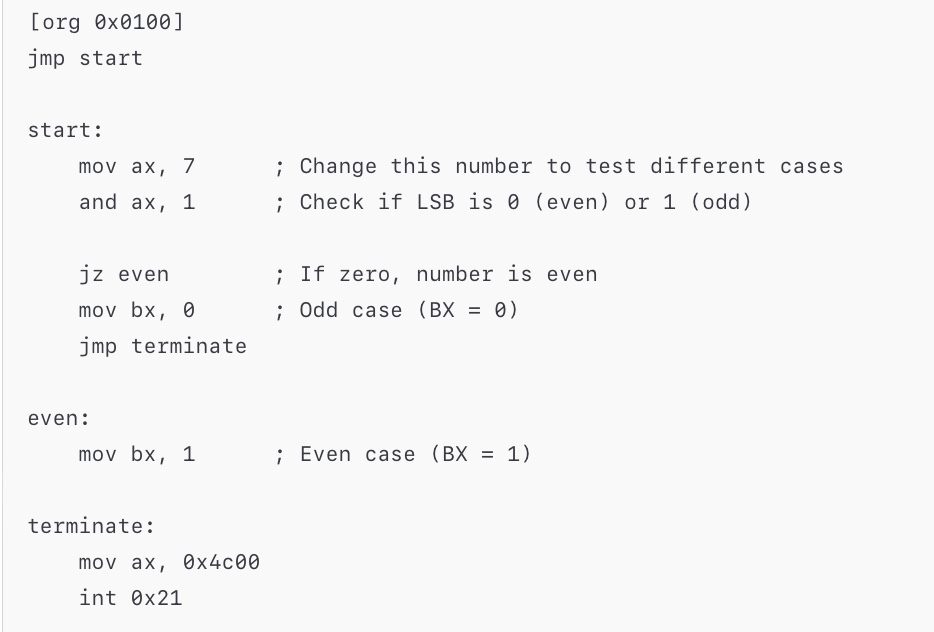 [org 0x0100]
jmp start
start:
mov ax, 7 ; Change this number to test different cases
and ax, 1 ; Check if LSB is 0 (even) or 1 (odd)
jz even ; If zero, number is even
mov bx, 0 ; Odd case (BX = 0)
jmp terminate
even:
mov bx, 1 ; Even case (BX = 1)
terminate:
mov ax, 0x4c00
int 0x21